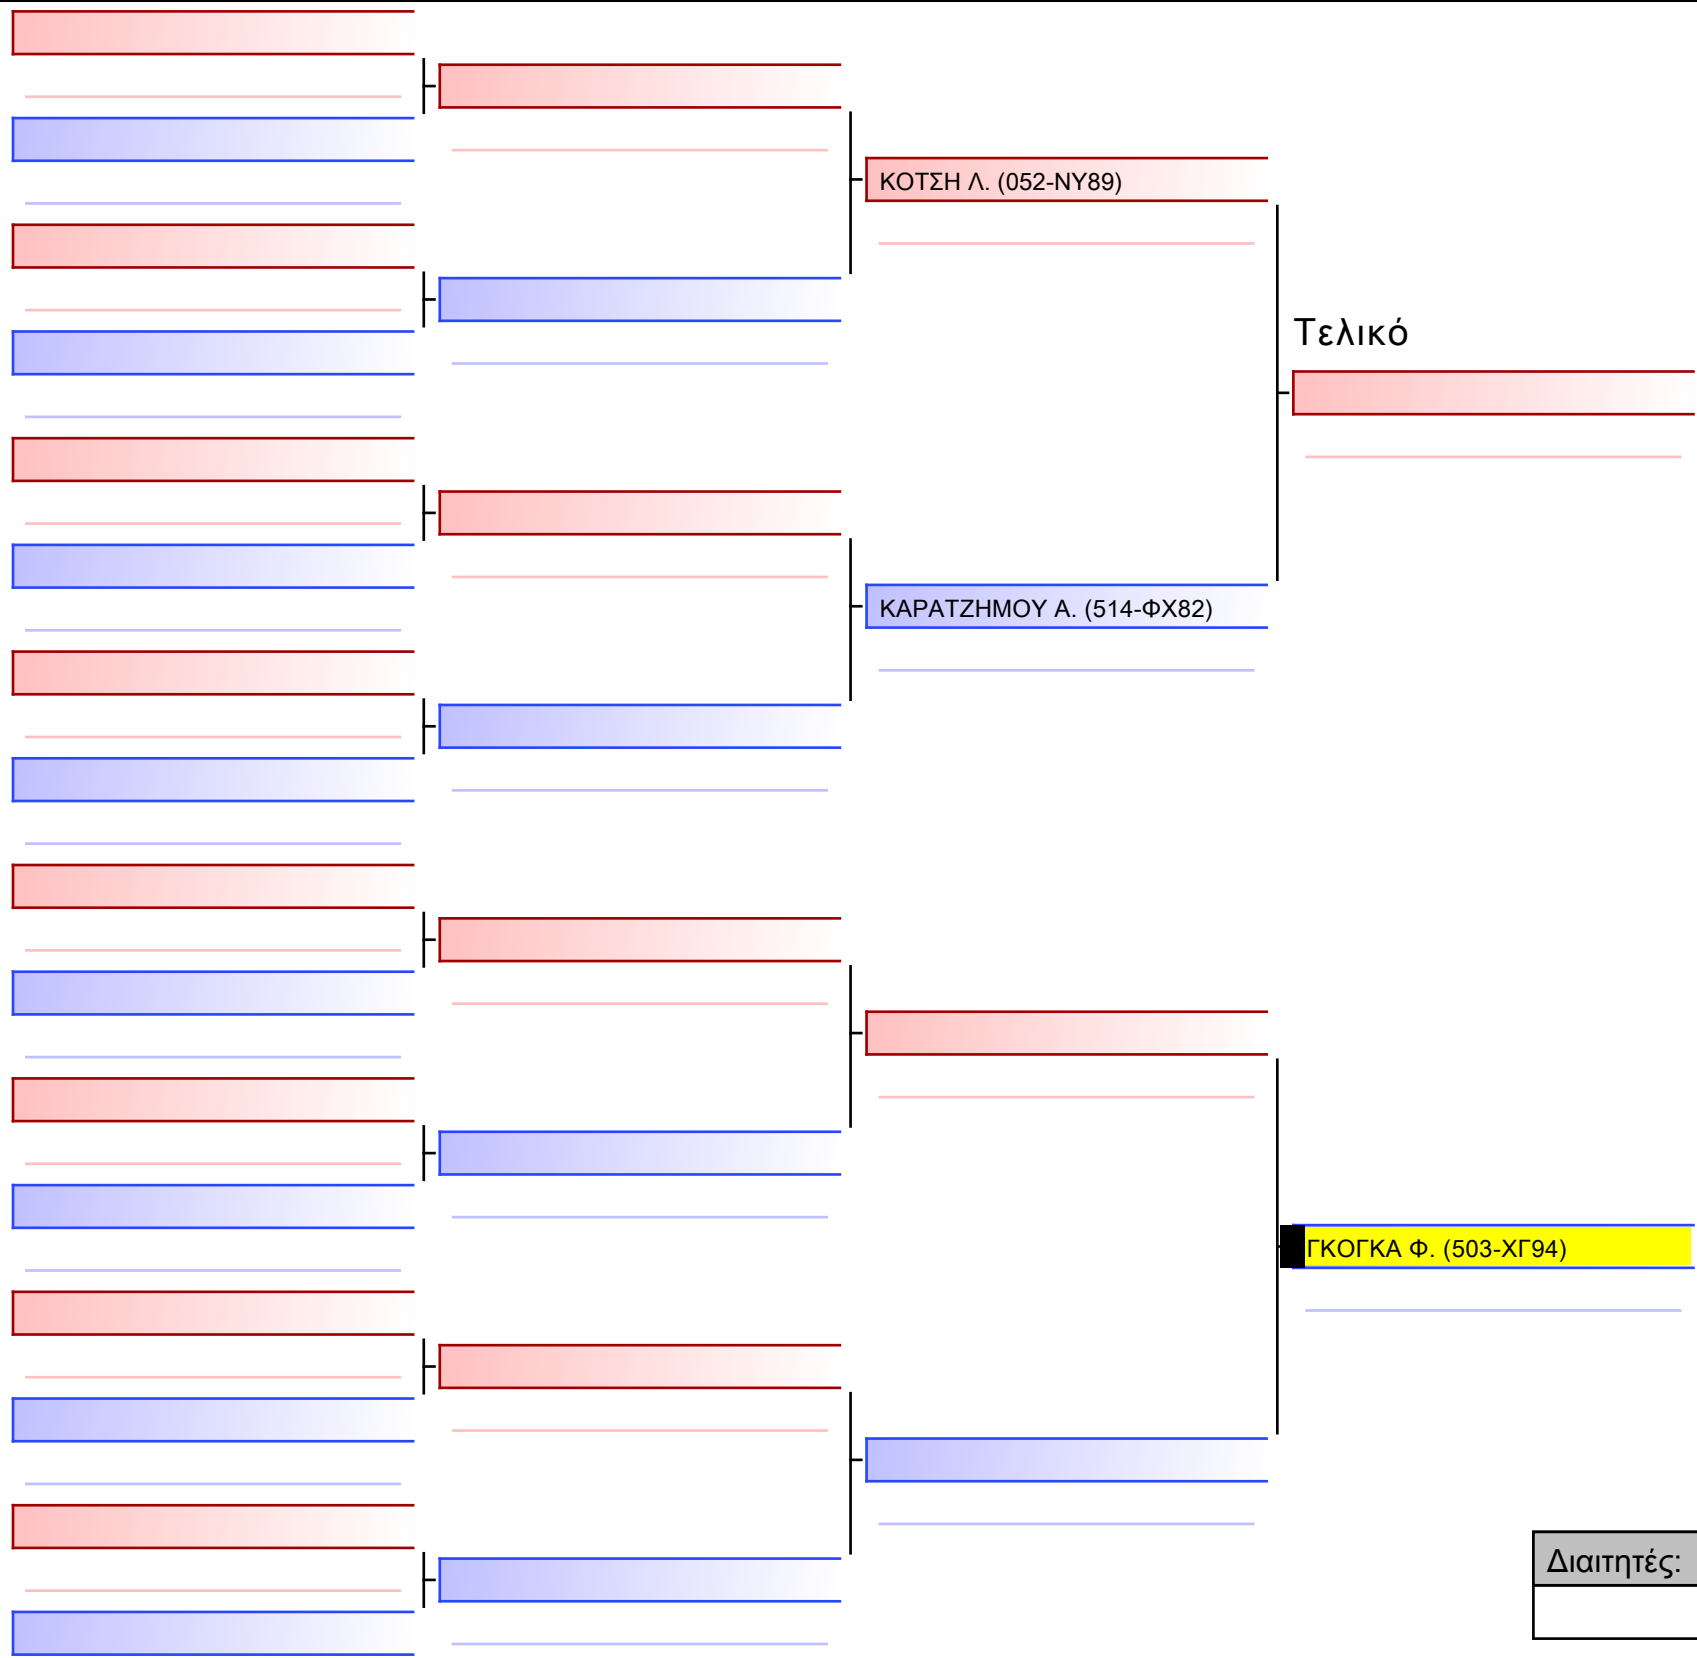 ΚΟΤΣΗ Λ. (052-ΝΥ89)
Τελικό
ΚΑΡΑΤΖΗΜΟΥ Α. (514-ΦΧ82)
ΓΚΟΓΚΑ Φ. (503-ΧΓ94)
Διαιτητές: